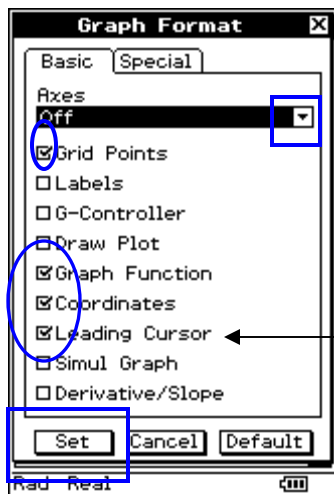 Graph Format
Basic Special
Axes
Off
Grid Points
Labels
G-Controller
Draw Plot
Graph Function
Coordinates
Leading Cursor
Simul Graph
Derivative/Slope
Set Cancel Default
Rad Real